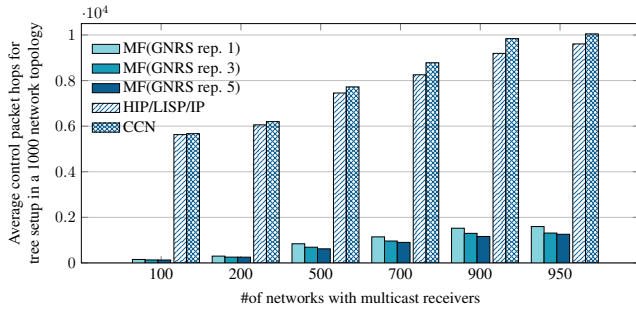 ·10⁴
1
0.8
0.6
0.4
0.2
0
Average control packet hops for
tree setup in a 1000 network topology
MF(GNRS rep. 1)
MF(GNRS rep. 3)
MF(GNRS rep. 5)
HIP/LISP/IP
CCN
100 200 500 700 900 950
#of networks with multicast receivers